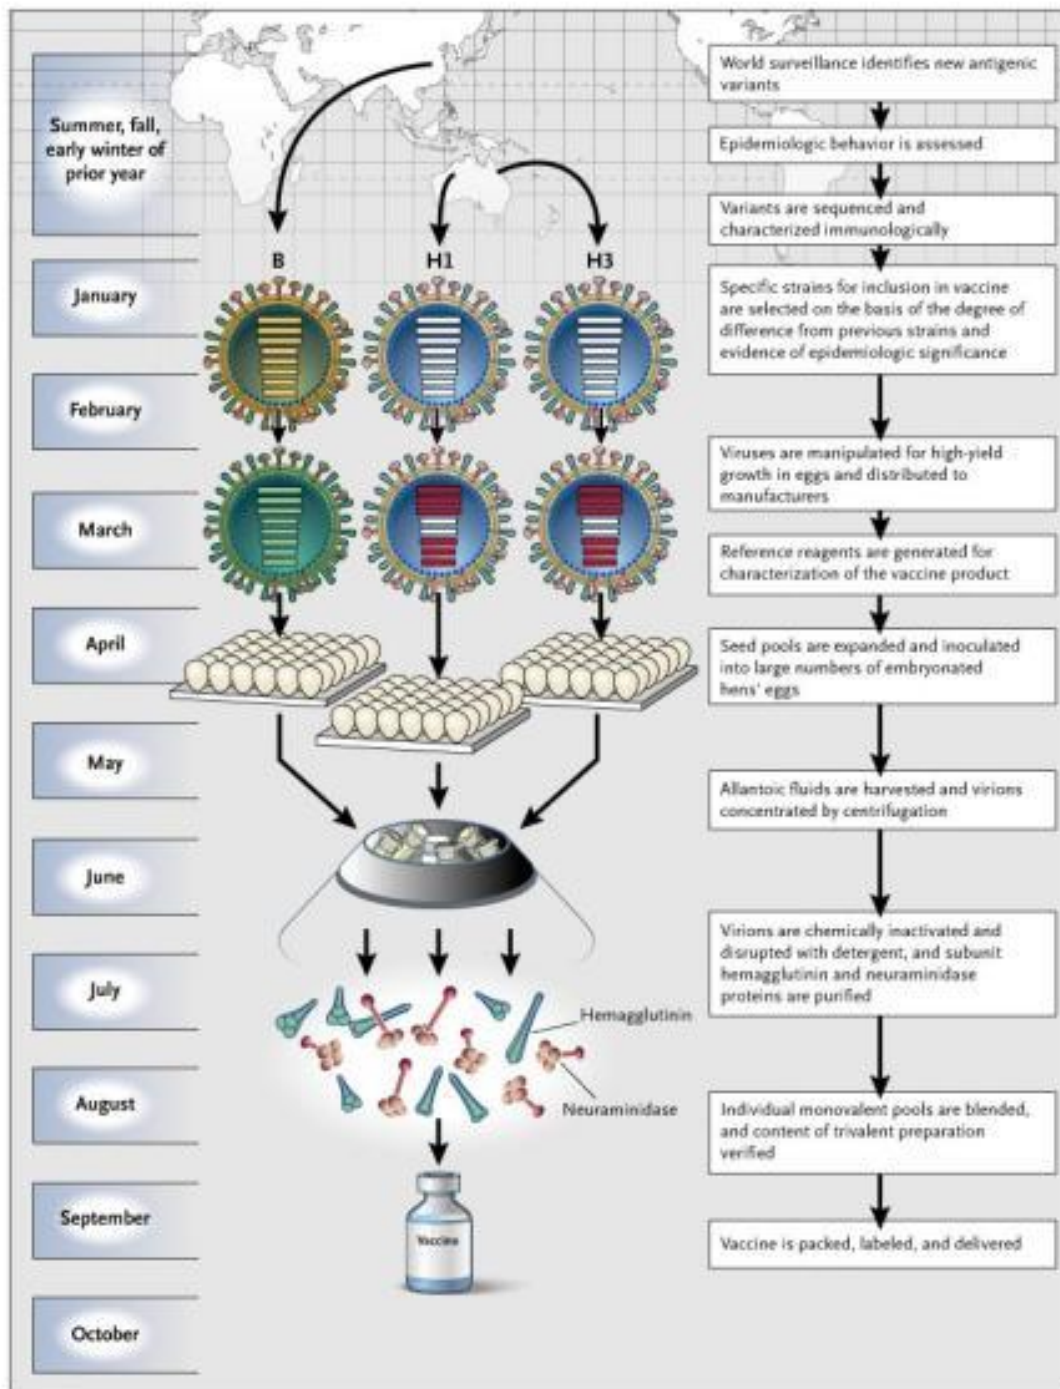 Summer, fall,
early winter of
prior year
January
February
March
April
May
June
July
August
September
October
B
H1
H3
Hemagglutinin
Neuraminidase
Vaccine
World surveillance identifies new antigenic
variants
Epidemiologic behavior is assessed
Variants are sequenced and
characterized immunologically
Specific strains for inclusion in vaccine
are selected on the basis of the degree of
difference from previous strains and
evidence of epidemiologic significance
Viruses are manipulated for high-yield
growth in eggs and distributed to
manufacturers
Reference reagents are generated for
characterization of the vaccine product
Seed pools are expanded and inoculated
into large numbers of embryonated
hens' eggs
Allantoic fluids are harvested and virions
concentrated by centrifugation
Virions are chemically inactivated and
disrupted with detergent, and subunit
hemagglutinin and neuraminidase
proteins are purified
Individual monovalent pools are blended,
and content of trivalent preparation
verified
Vaccine is packed, labeled, and delivered